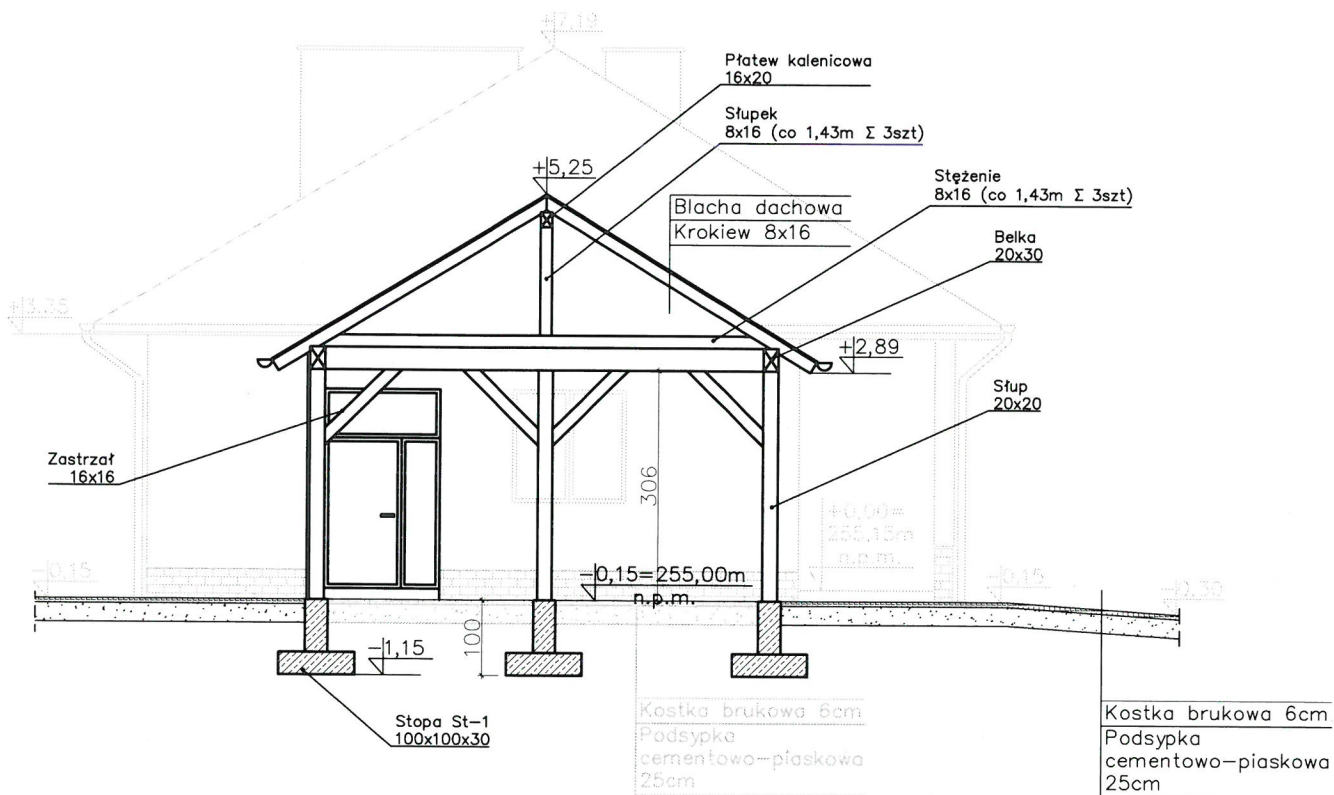 +7,19
Płatew kalenicowa
16x20
Słupek
8x16 (co 1,43m Σ 3szt)
+5,25
Stężenie
8x16 (co 1,43m Σ 3szt)
Blacha dachowa
Krokiew 8x16
Belka
20x30
+3,35
+2,89
Słup
20x20
Zastrzał
16x16
306
+0,00=
255,15m
n.p.m.
-0,15
-0,15=255,00m
n.p.m.
-0,15
-0,30
100
-1,15
Stopa St-1
100x100x30
Kostka brukowa 6cm
Podsypka
cementowo-piaskowa
25cm
Kostka brukowa 6cm
Podsypka
cementowo-piaskowa
25cm